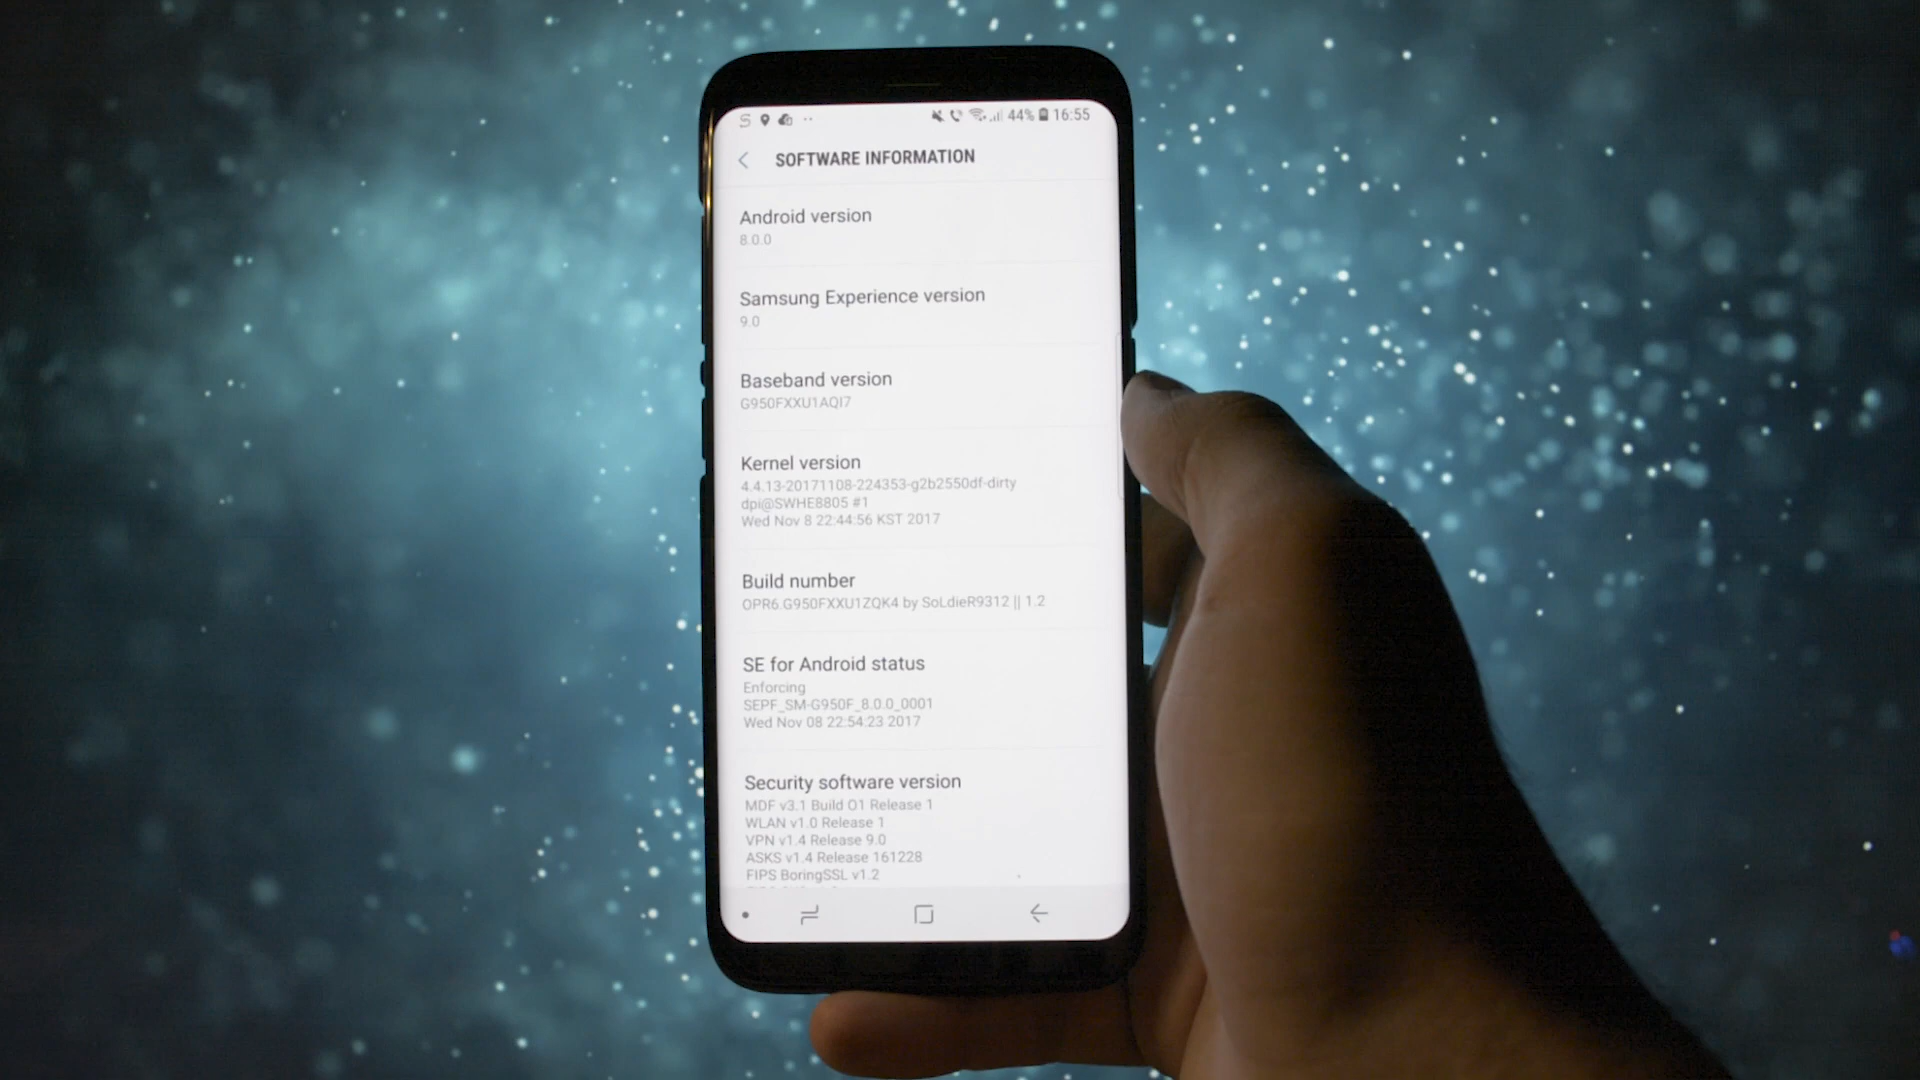 44% 16:55
SOFTWARE INFORMATION
Android version
8.0.0
Samsung Experience version
9.0
Baseband version
G950FXXU1AQI7
Kernel version
4.4.13-20171108-224353-g2b2550df-dirty
dpi@SWHE8805 #1
Wed Nov 8 22:44:56 KST 2017
Build number
OPR6.G950FXXU1ZQK4 by SoLdieR9312 || 1.2
SE for Android status
Enforcing
SEPF_SM-G950F_8.0.0_0001
Wed Nov 08 22:54:23 2017
Security software version
MDF v3.1 Build 01 Release 1
WLAN v1.0 Release 1
VPN v1.4 Release 9.0
ASKS v1.4 Release 161228
FIPS BoringSSL v1.2